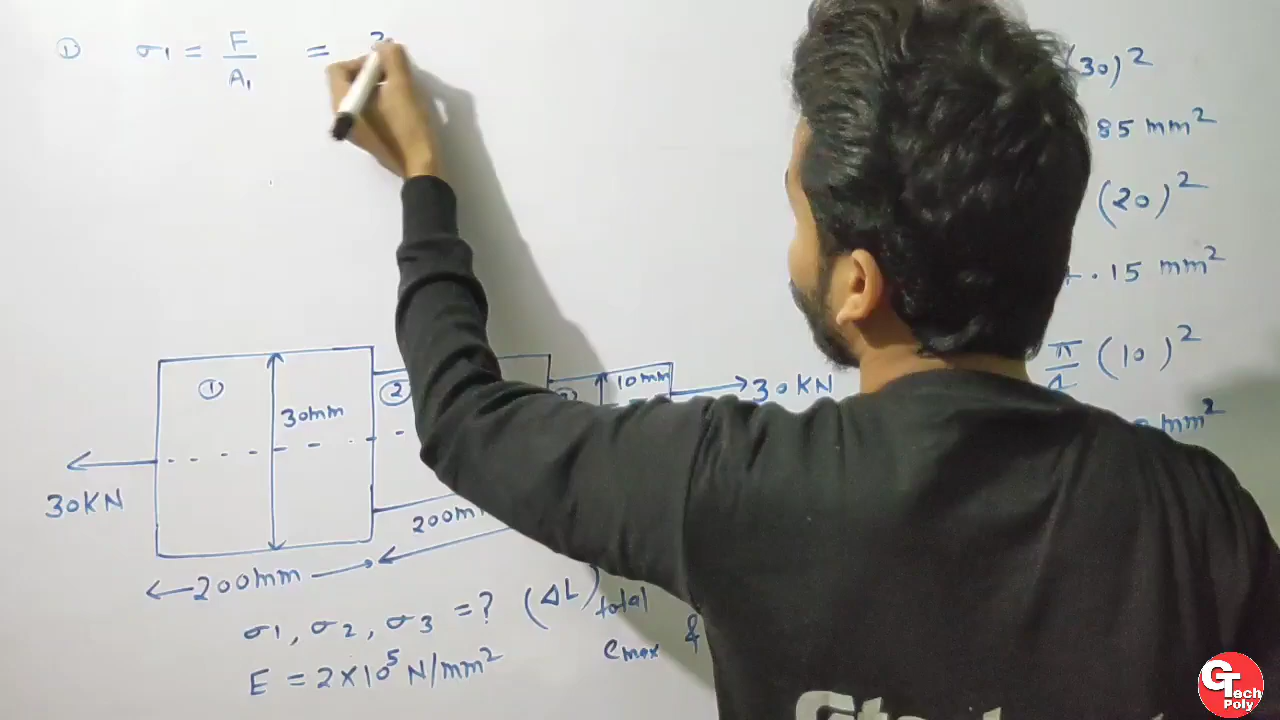 ① σ1 = F/A1 =
(30)²
85 mm²
(20)²
.15 mm²
π/4 (10)²
mm²
① 30mm ② 10mm 30KN
30KN
200mm
200mm
σ1, σ2, σ3 = ? (ΔL)total &
emax
E = 2×10⁵ N/mm²
GTech
Poly